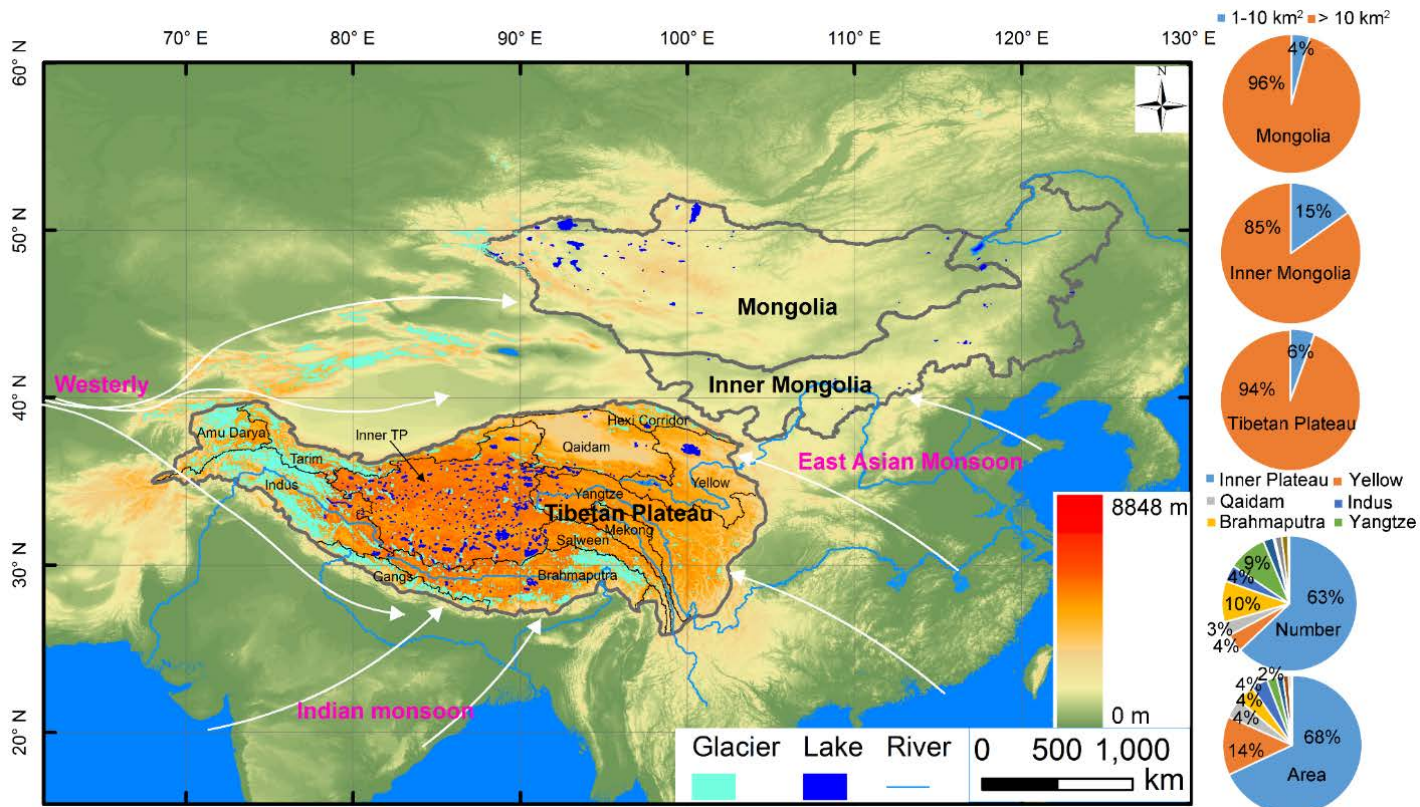 70° E
80° E
90° E
100° E
110° E
120° E
130° E
60° N
50° N
40° N
30° N
20° N
N
Mongolia
Inner Mongolia
Westerly
Amu Darya
Tarim
Indus
Inner TP
Qaidam
Hexi Corridor
Yellow
Yangtze
Tibetan Plateau
Mekong
Salween
Brahmaputra
Gangs
East Asian Monsoon
Indian monsoon
8848 m
0 m
Glacier
Lake
River
0
500
1,000
km
1-10 km²
> 10 km²
4%
96%
Mongolia
15%
85%
Inner Mongolia
6%
94%
Tibetan Plateau
Inner Plateau
Yellow
Qaidam
Indus
Brahmaputra
Yangtze
9%
4%
10%
3%
4%
63%
Number
2%
4%
4%
4%
14%
68%
Area